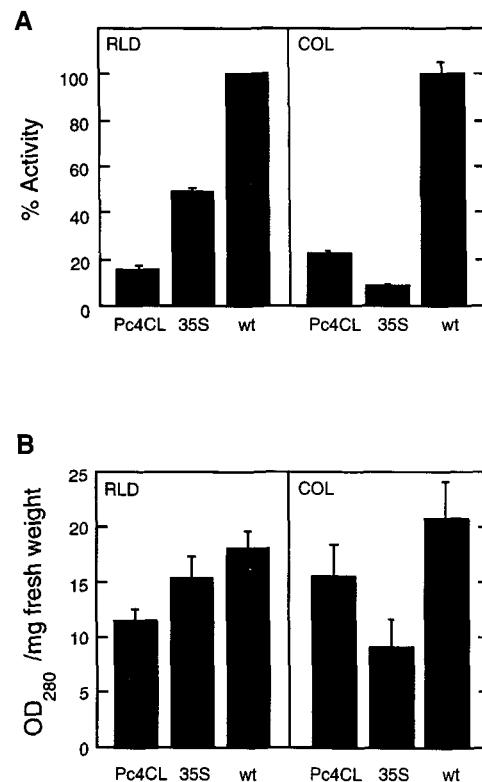 A
RLD
COL
% Activity
100
80
60
40
20
0
Pc4CL 35S wt
Pc4CL 35S wt
B
RLD
COL
OD280 /mg fresh weight
25
20
15
10
5
0
Pc4CL 35S wt
Pc4CL 35S wt